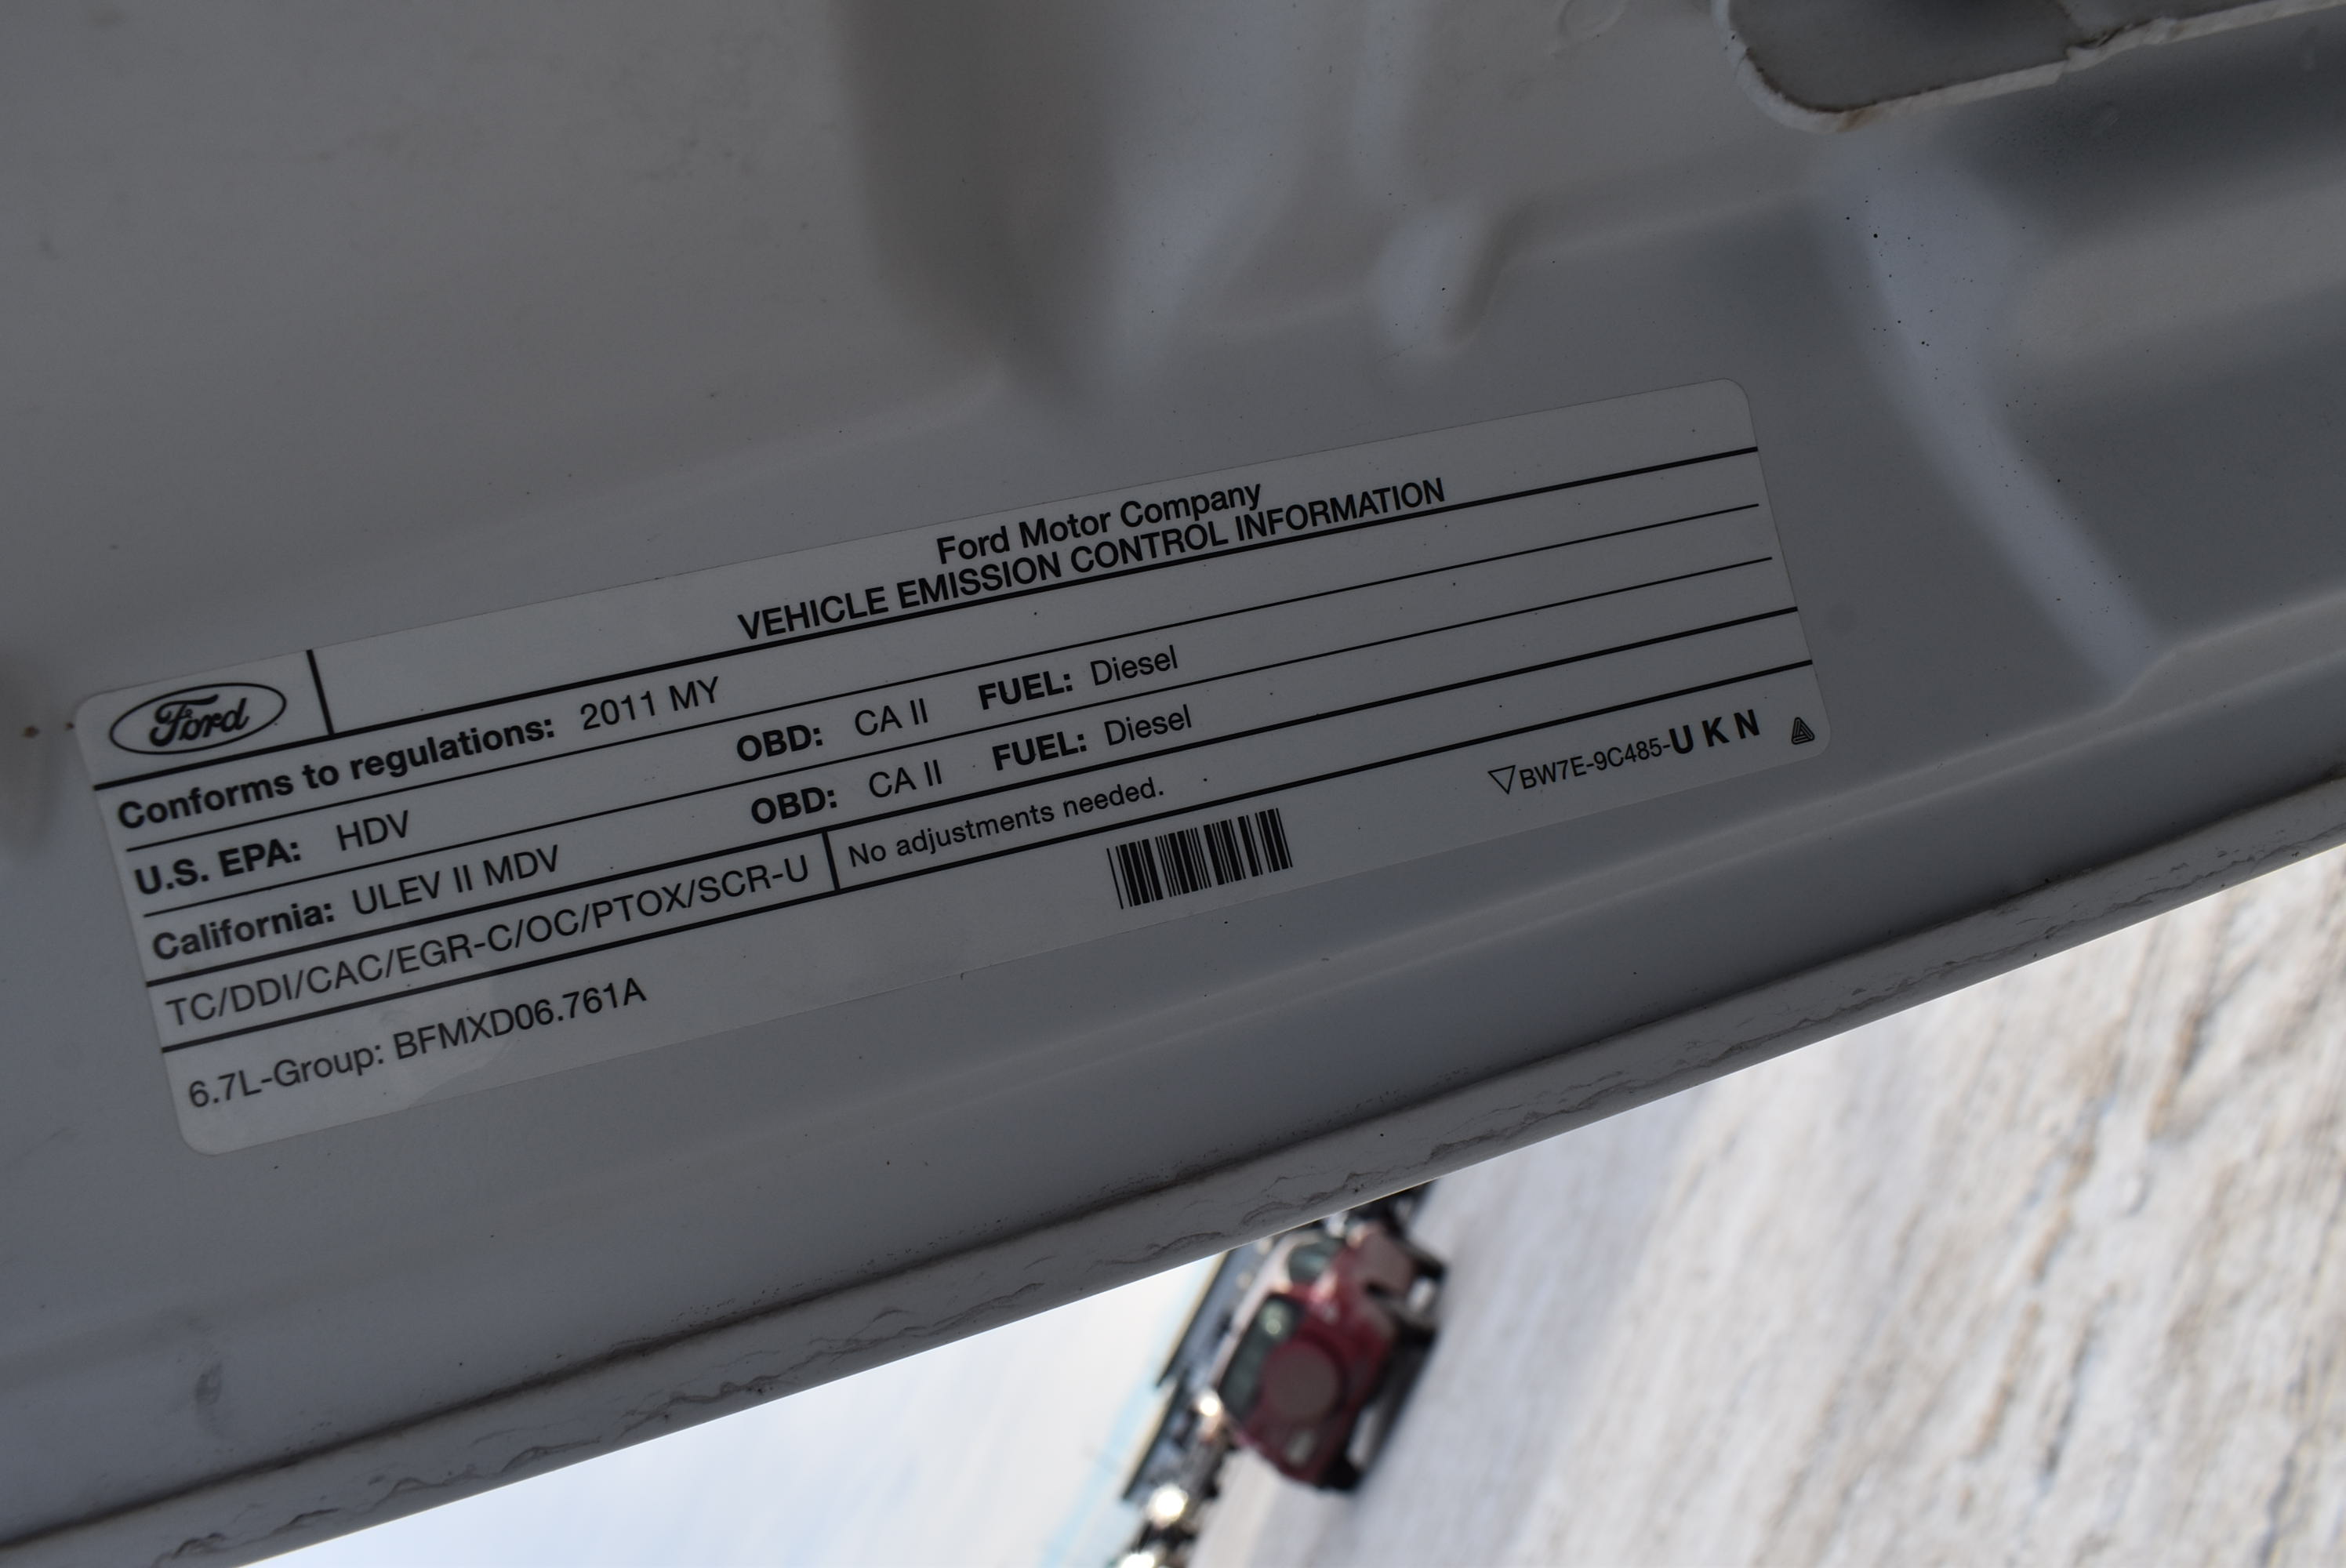 Ford
Ford Motor Company
VEHICLE EMISSION CONTROL INFORMATION
Conforms to regulations: 2011 MY
U.S. EPA: HDV OBD: CA II FUEL: Diesel
California: ULEV II MDV OBD: CA II FUEL: Diesel
TC/DDI/CAC/EGR-C/OC/PTOX/SCR-U No adjustments needed.
6.7L-Group: BFMXD06.761A
▽BW7E-9C485-UKN